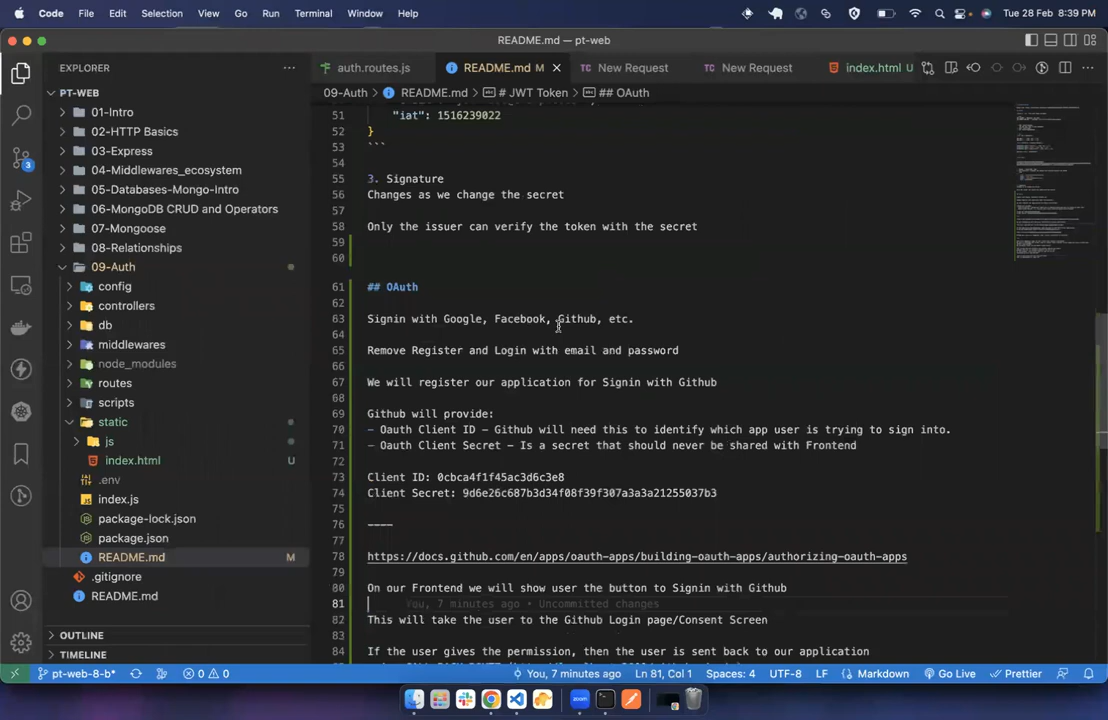 Code File Edit Selection View Go Run Terminal Window Help Tue 28 Feb 8:39 PM
README.md — pt-web
EXPLORER
auth.routes.js
README.md M
TC New Request
TC New Request
index.html U
PT-WEB
09-Auth > README.md > # JWT Token > ## OAuth
01-Intro
02-HTTP Basics
03-Express
04-Middlewares_ecosystem
05-Databases-Mongo-Intro
06-MongoDB CRUD and Operators
07-Mongoose
08-Relationships
09-Auth
config
controllers
db
middlewares
node_modules
routes
scripts
static
js
index.html U
.env
index.js
package-lock.json
package.json
README.md M
.gitignore
README.md
OUTLINE
TIMELINE
51 "iat": 1516239022
52 }
53 ```
54
55 3. Signature
56 Changes as we change the secret
57
58 Only the issuer can verify the token with the secret
59
60
61 ## OAuth
62
63 Signin with Google, Facebook, Github, etc.
64
65 Remove Register and Login with email and password
66
67 We will register our application for Signin with Github
68
69 Github will provide:
70 - Oauth Client ID - Github will need this to identify which app user is trying to sign into.
71 - Oauth Client Secret - Is a secret that should never be shared with Frontend
72
73 Client ID: 0cbca4f1f45ac3d6c3e8
74 Client Secret: 9d6e26c687b3d34f08f39f307a3a3a21255037b3
75
76 ----
77
78 https://docs.github.com/en/apps/oauth-apps/building-oauth-apps/authorizing-oauth-apps
79
80 On our Frontend we will show user the button to Signin with Github
81 You, 7 minutes ago • Uncommitted changes
82 This will take the user to the Github Login page/Consent Screen
83
84 If the user gives the permission, then the user is sent back to our application
3
pt-web-8-b* 0 0 You, 7 minutes ago Ln 81, Col 1 Spaces: 4 UTF-8 LF Markdown Go Live Prettier
zoom